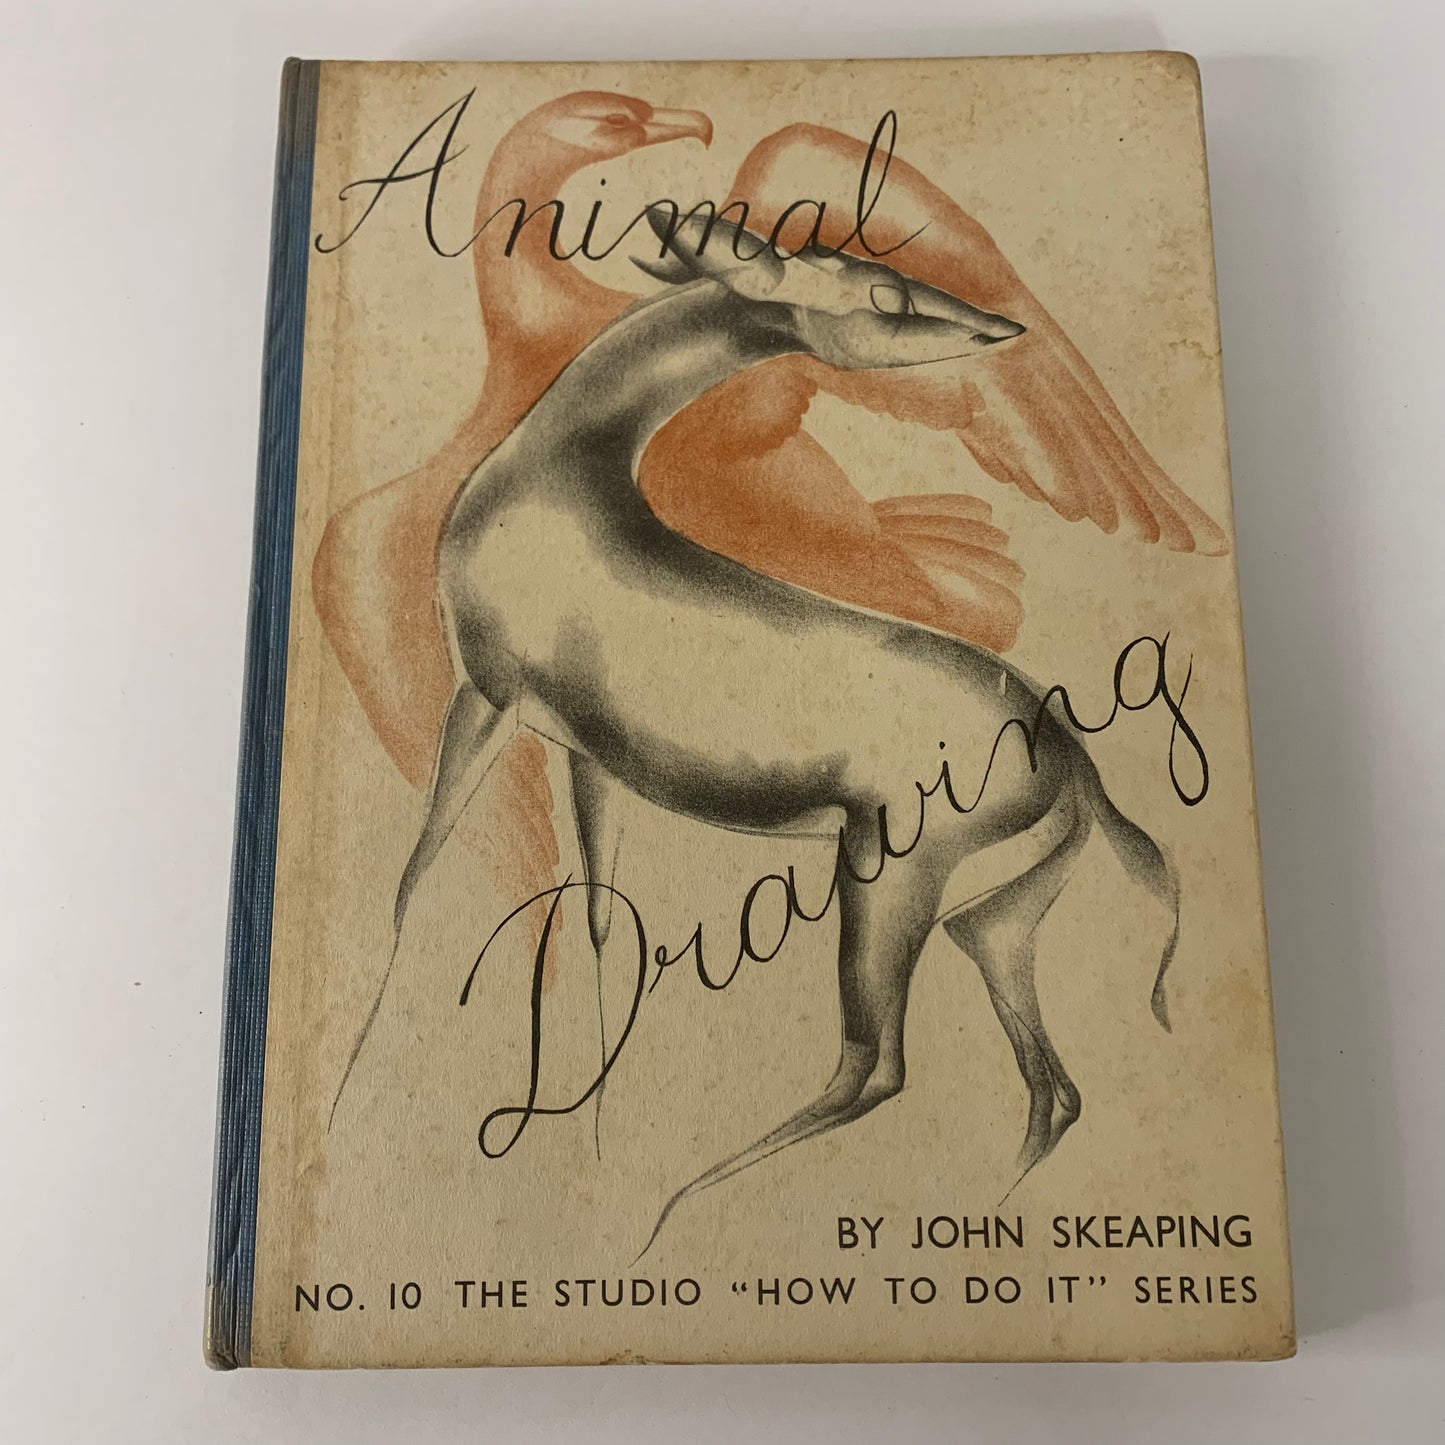 Animal
Drawing
BY JOHN SKEAPING
NO. 10 THE STUDIO “HOW TO DO IT” SERIES